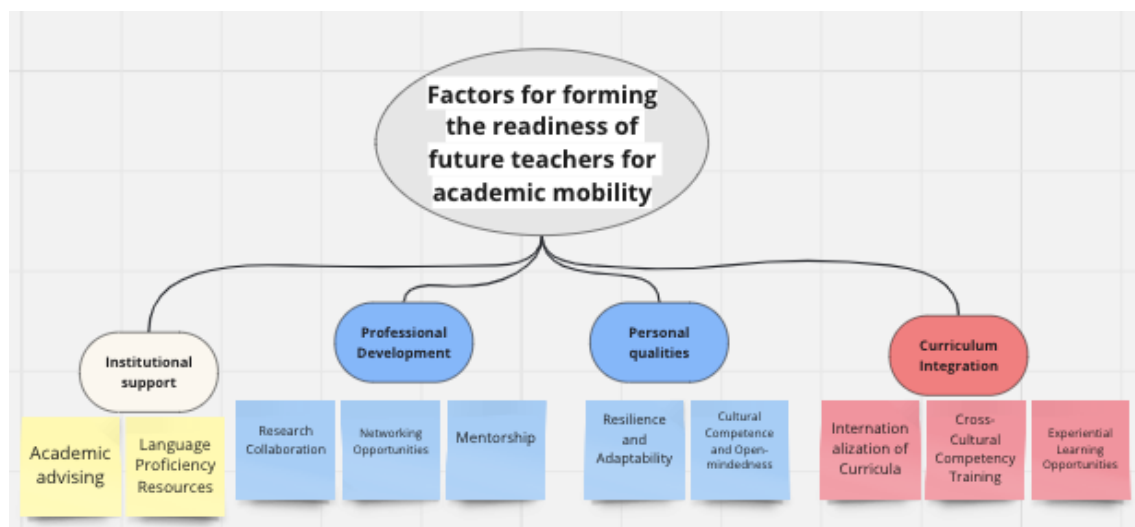 Factors for forming
the readiness of
future teachers for
academic mobility
Institutional
support
Professional
Development
Personal
qualities
Curriculum
Integration
Academic
advising
Language
Proficiency
Resources
Research
Collaboration
Networking
Opportunities
Mentorship
Resilience
and
Adaptability
Cultural
Competence
and Open-
mindedness
Internation
alization of
Curricula
Cross-
Cultural
Competency
Training
Experiential
Learning
Opportunities